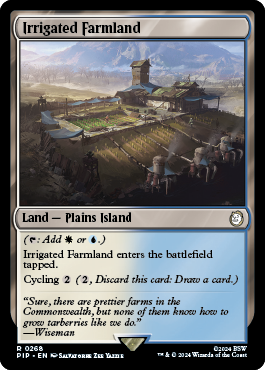 Irrigated Farmland
Land — Plains Island
(: Add or .)
Irrigated Farmland enters the battlefield
tapped.
Cycling 2 (2, Discard this card: Draw a card.)
"Sure, there are prettier farms in the
Commonwealth, but none of them know how to
grow tarberries like we do."
—Wiseman
R 0268
PIP • EN Salvatorre Zee Yazzie
©2024 BSW
™ & © 2024 Wizards of the Coast